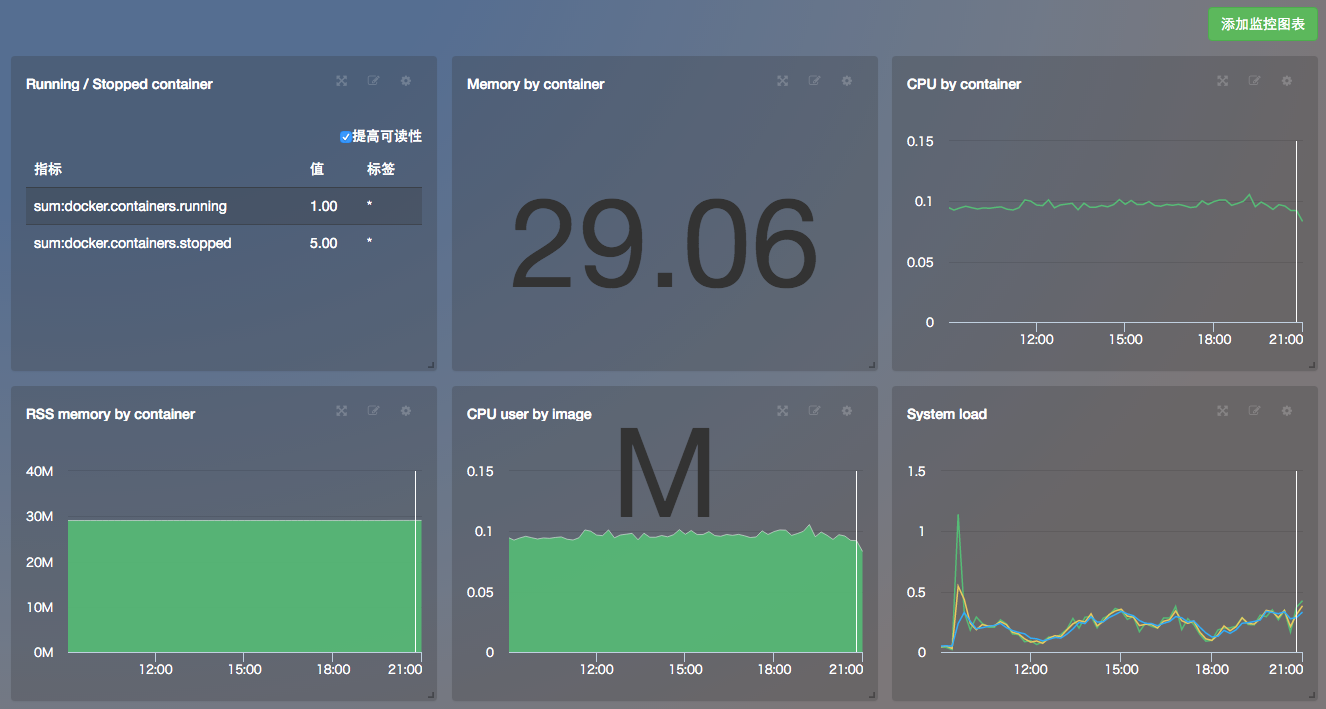 添加监控图表
Running / Stopped container
提高可读性
指标 值 标签
sum:docker.containers.running 1.00 *
sum:docker.containers.stopped 5.00 *
Memory by container
29.06
M
CPU by container
0.15
0.1
0.05
0
12:00 15:00 18:00 21:00
RSS memory by container
40M
30M
20M
10M
0M
12:00 15:00 18:00 21:00
CPU user by image
0.15
0.1
0.05
0
12:00 15:00 18:00 21:00
System load
1.5
1
0.5
0
12:00 15:00 18:00 21:00